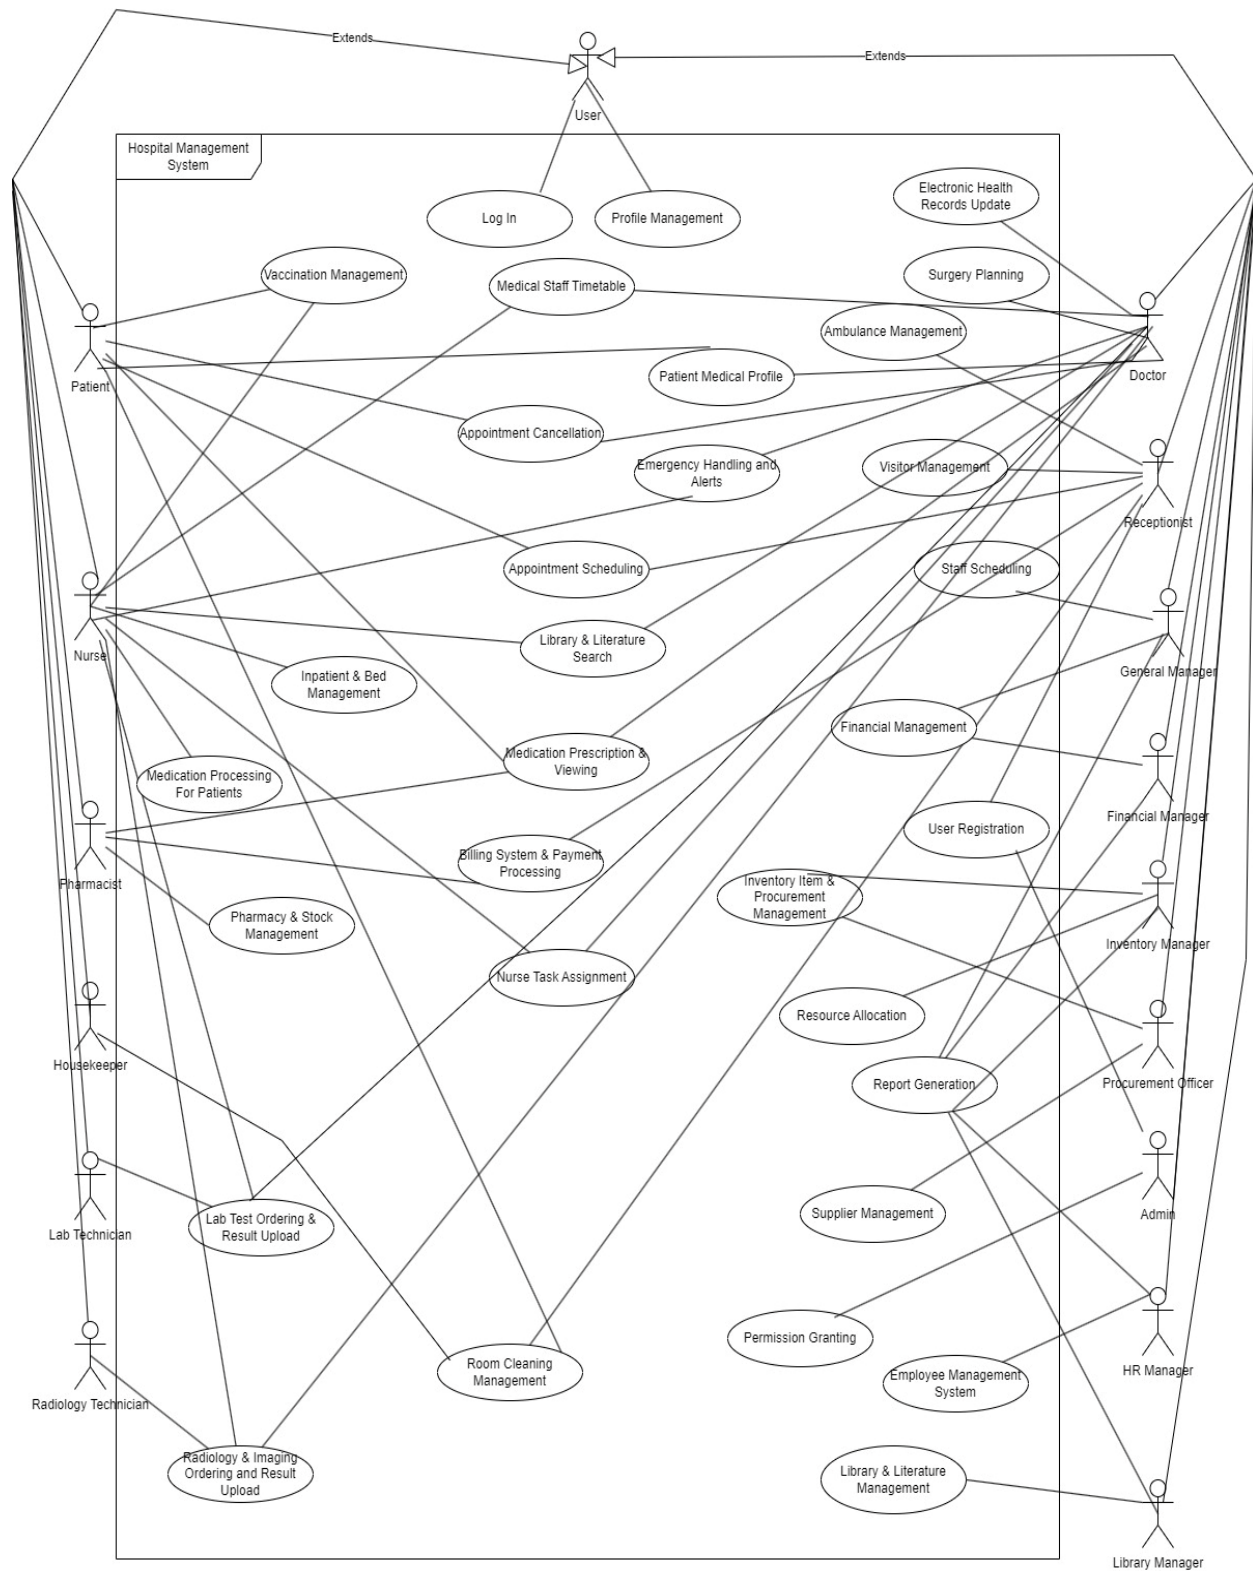 Extends
Extends
User
Hospital Management
System
Log In
Profile Management
Electronic Health
Records Update
Vaccination Management
Medical Staff Timetable
Surgery Planning
Ambulance Management
Patient
Patient Medical Profile
Doctor
Appointment Cancellation
Emergency Handling and
Alerts
Visitor Management
Receptionist
Appointment Scheduling
Staff Scheduling
Nurse
Library & Literature
Search
General Manager
Inpatient & Bed
Management
Financial Management
Medication Processing
For Patients
Medication Prescription &
Viewing
Financial Manager
User Registration
Pharmacist
Billing System & Payment
Processing
Inventory Item &
Procurement
Management
Pharmacy & Stock
Management
Inventory Manager
Nurse Task Assignment
Resource Allocation
Housekeeper
Report Generation
Procurement Officer
Lab Technician
Lab Test Ordering &
Result Upload
Supplier Management
Admin
Permission Granting
Room Cleaning
Management
Employee Management
System
HR Manager
Radiology Technician
Radiology & Imaging
Ordering and Result
Upload
Library & Literature
Management
Library Manager